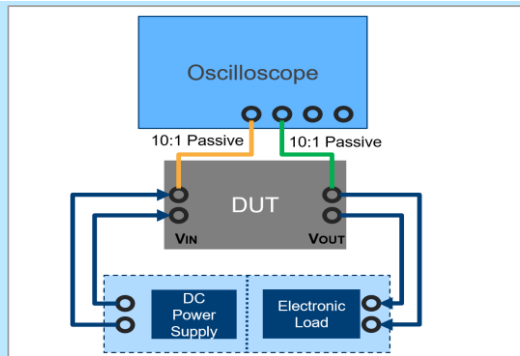 Oscilloscope
10:1 Passive 10:1 Passive
DUT
VIN VOUT
DC
Power
Supply
Electronic
Load